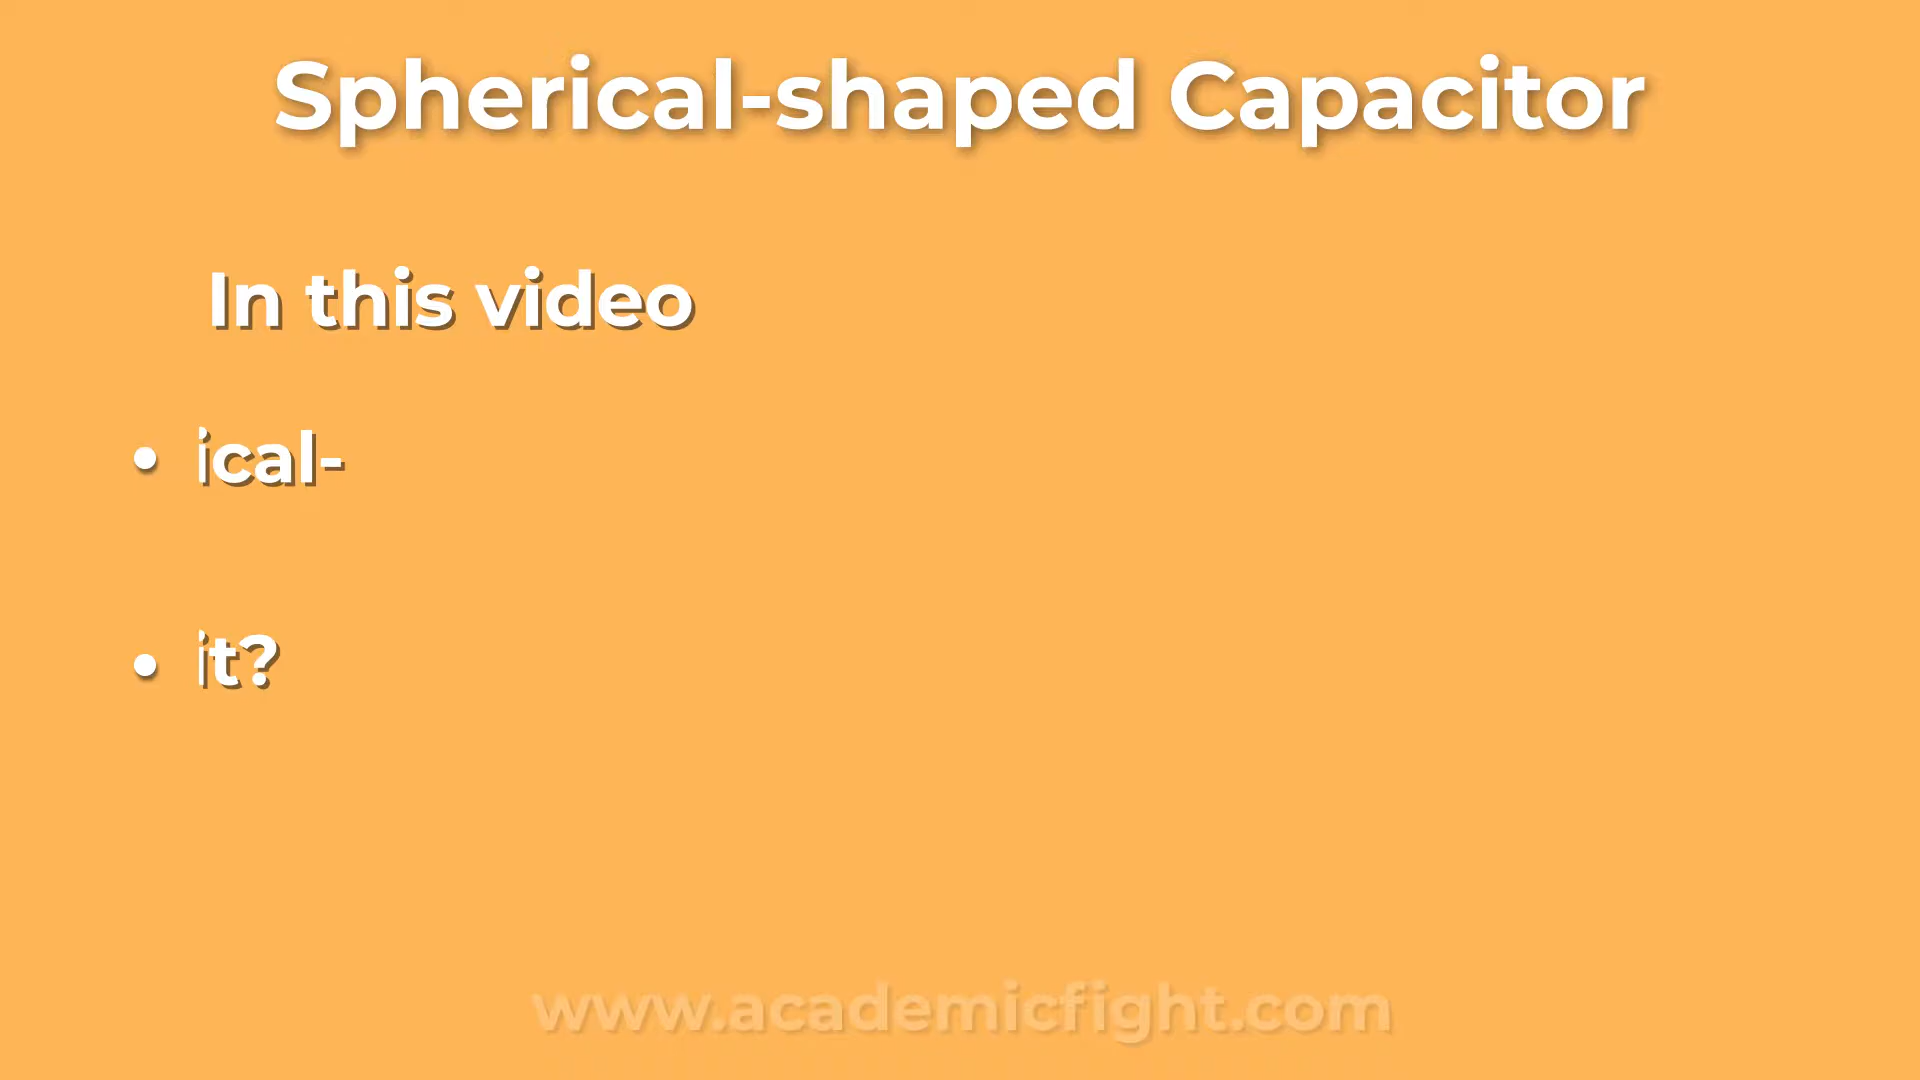 Spherical-shaped Capacitor
In this video
• ical-
• it?
www.academicfight.com